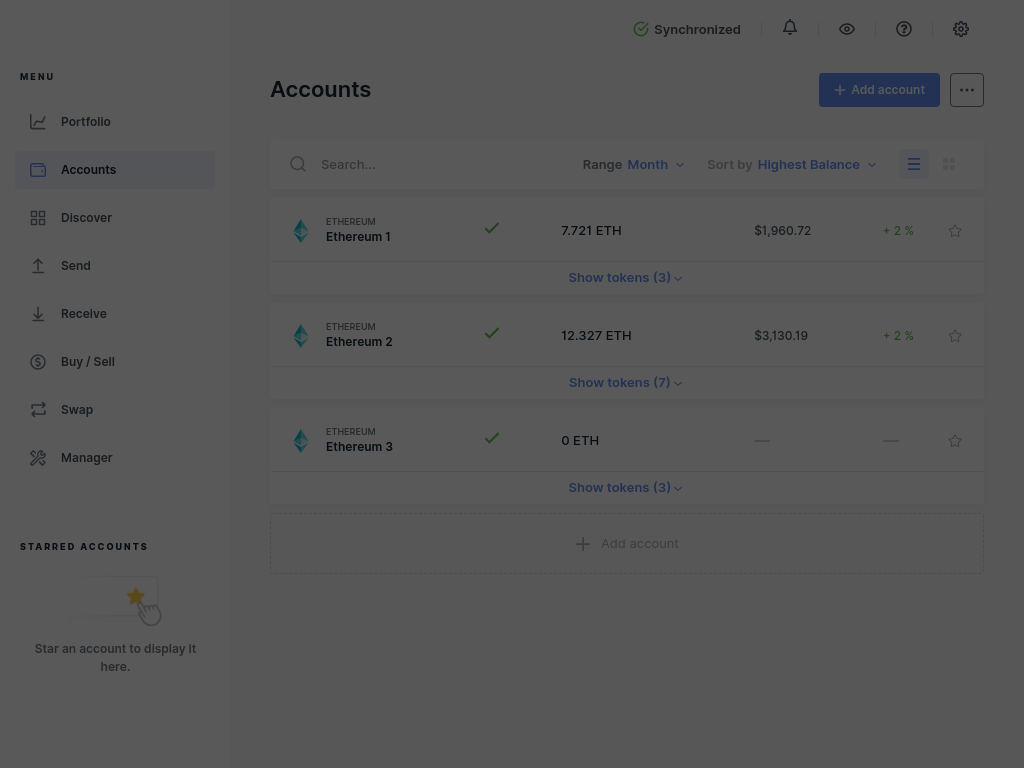 Synchronized
MENU
Portfolio
Accounts
Discover
Send
Receive
Buy / Sell
Swap
Manager
STARRED ACCOUNTS
Star an account to display it
here.
Accounts
Add account
Search...
Range Month
Sort by Highest Balance
ETHEREUM
Ethereum 1
7.721 ETH
$1,960.72
+ 2 %
Show tokens (3)
ETHEREUM
Ethereum 2
12.327 ETH
$3,130.19
+ 2 %
Show tokens (7)
ETHEREUM
Ethereum 3
0 ETH
—
—
Show tokens (3)
Add account